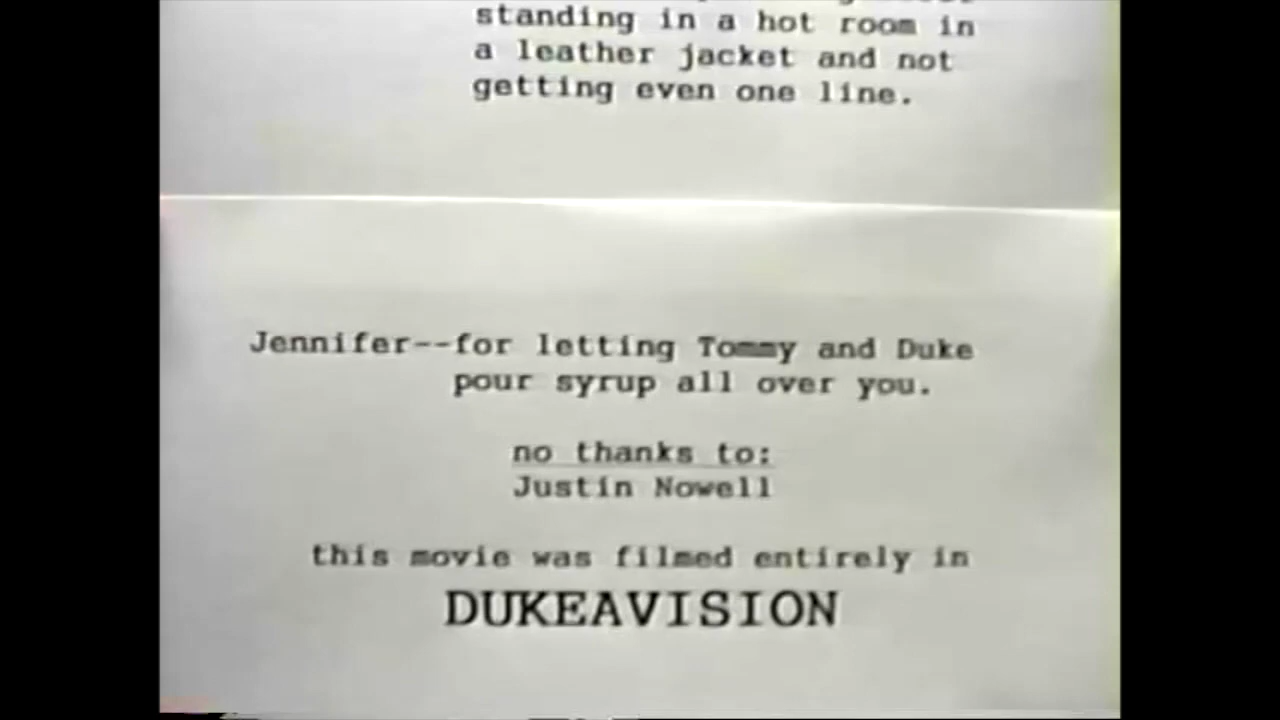 standing in a hot room in
a leather jacket and not
getting even one line.
Jennifer--for letting Tommy and Duke
pour syrup all over you.
no thanks to:
Justin Nowell
this movie was filmed entirely in
DUKEAVISION